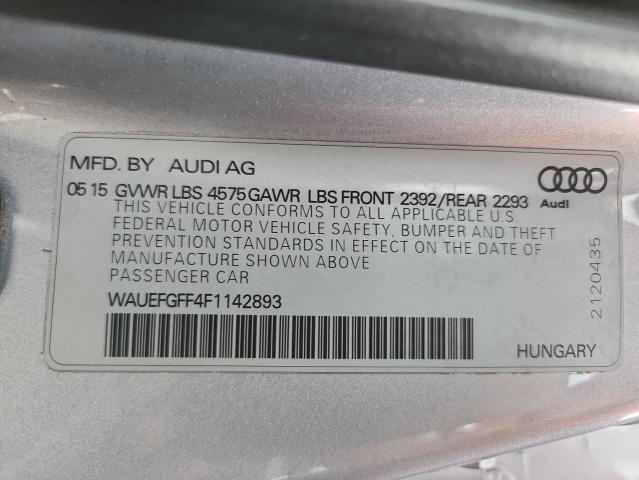 MFD. BY AUDI AG
Audi
05 15 GVWR LBS 4575 GAWR LBS FRONT 2392/REAR 2293
THIS VEHICLE CONFORMS TO ALL APPLICABLE U.S.
FEDERAL MOTOR VEHICLE SAFETY, BUMPER AND THEFT
PREVENTION STANDARDS IN EFFECT ON THE DATE OF
MANUFACTURE SHOWN ABOVE
PASSENGER CAR
WAUEFGFF4F1142893
HUNGARY
2120435